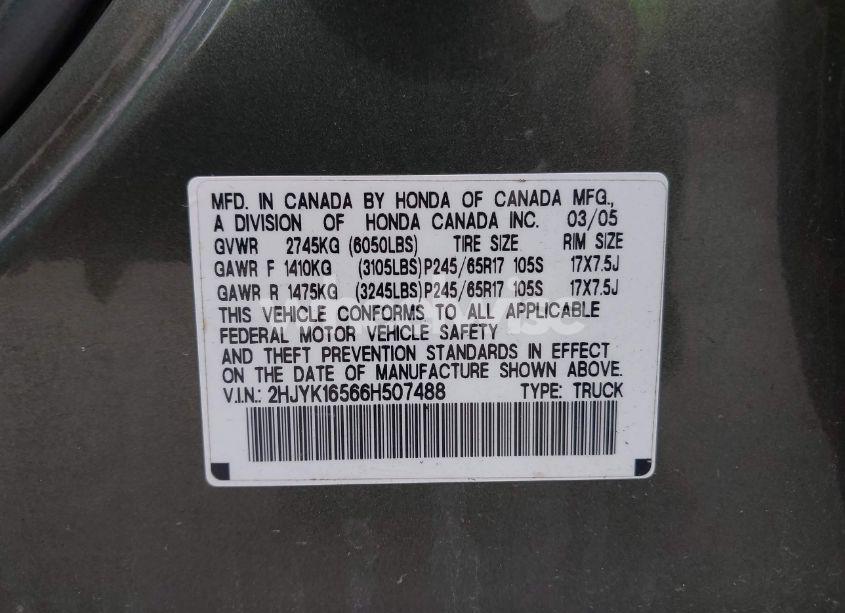 MFD. IN CANADA BY HONDA OF CANADA MFG.,
A DIVISION OF HONDA CANADA INC. 03/05
GVWR 2745KG (6050LBS) TIRE SIZE RIM SIZE
GAWR F 1410KG (3105LBS)P245/65R17 105S 17X7.5J
GAWR R 1475KG (3245LBS)P245/65R17 105S 17X7.5J
THIS VEHICLE CONFORMS TO ALL APPLICABLE
FEDERAL MOTOR VEHICLE SAFETY
AND THEFT PREVENTION STANDARDS IN EFFECT
ON THE DATE OF MANUFACTURE SHOWN ABOVE.
V.I.N.: 2HJYK16566H507488 TYPE: TRUCK